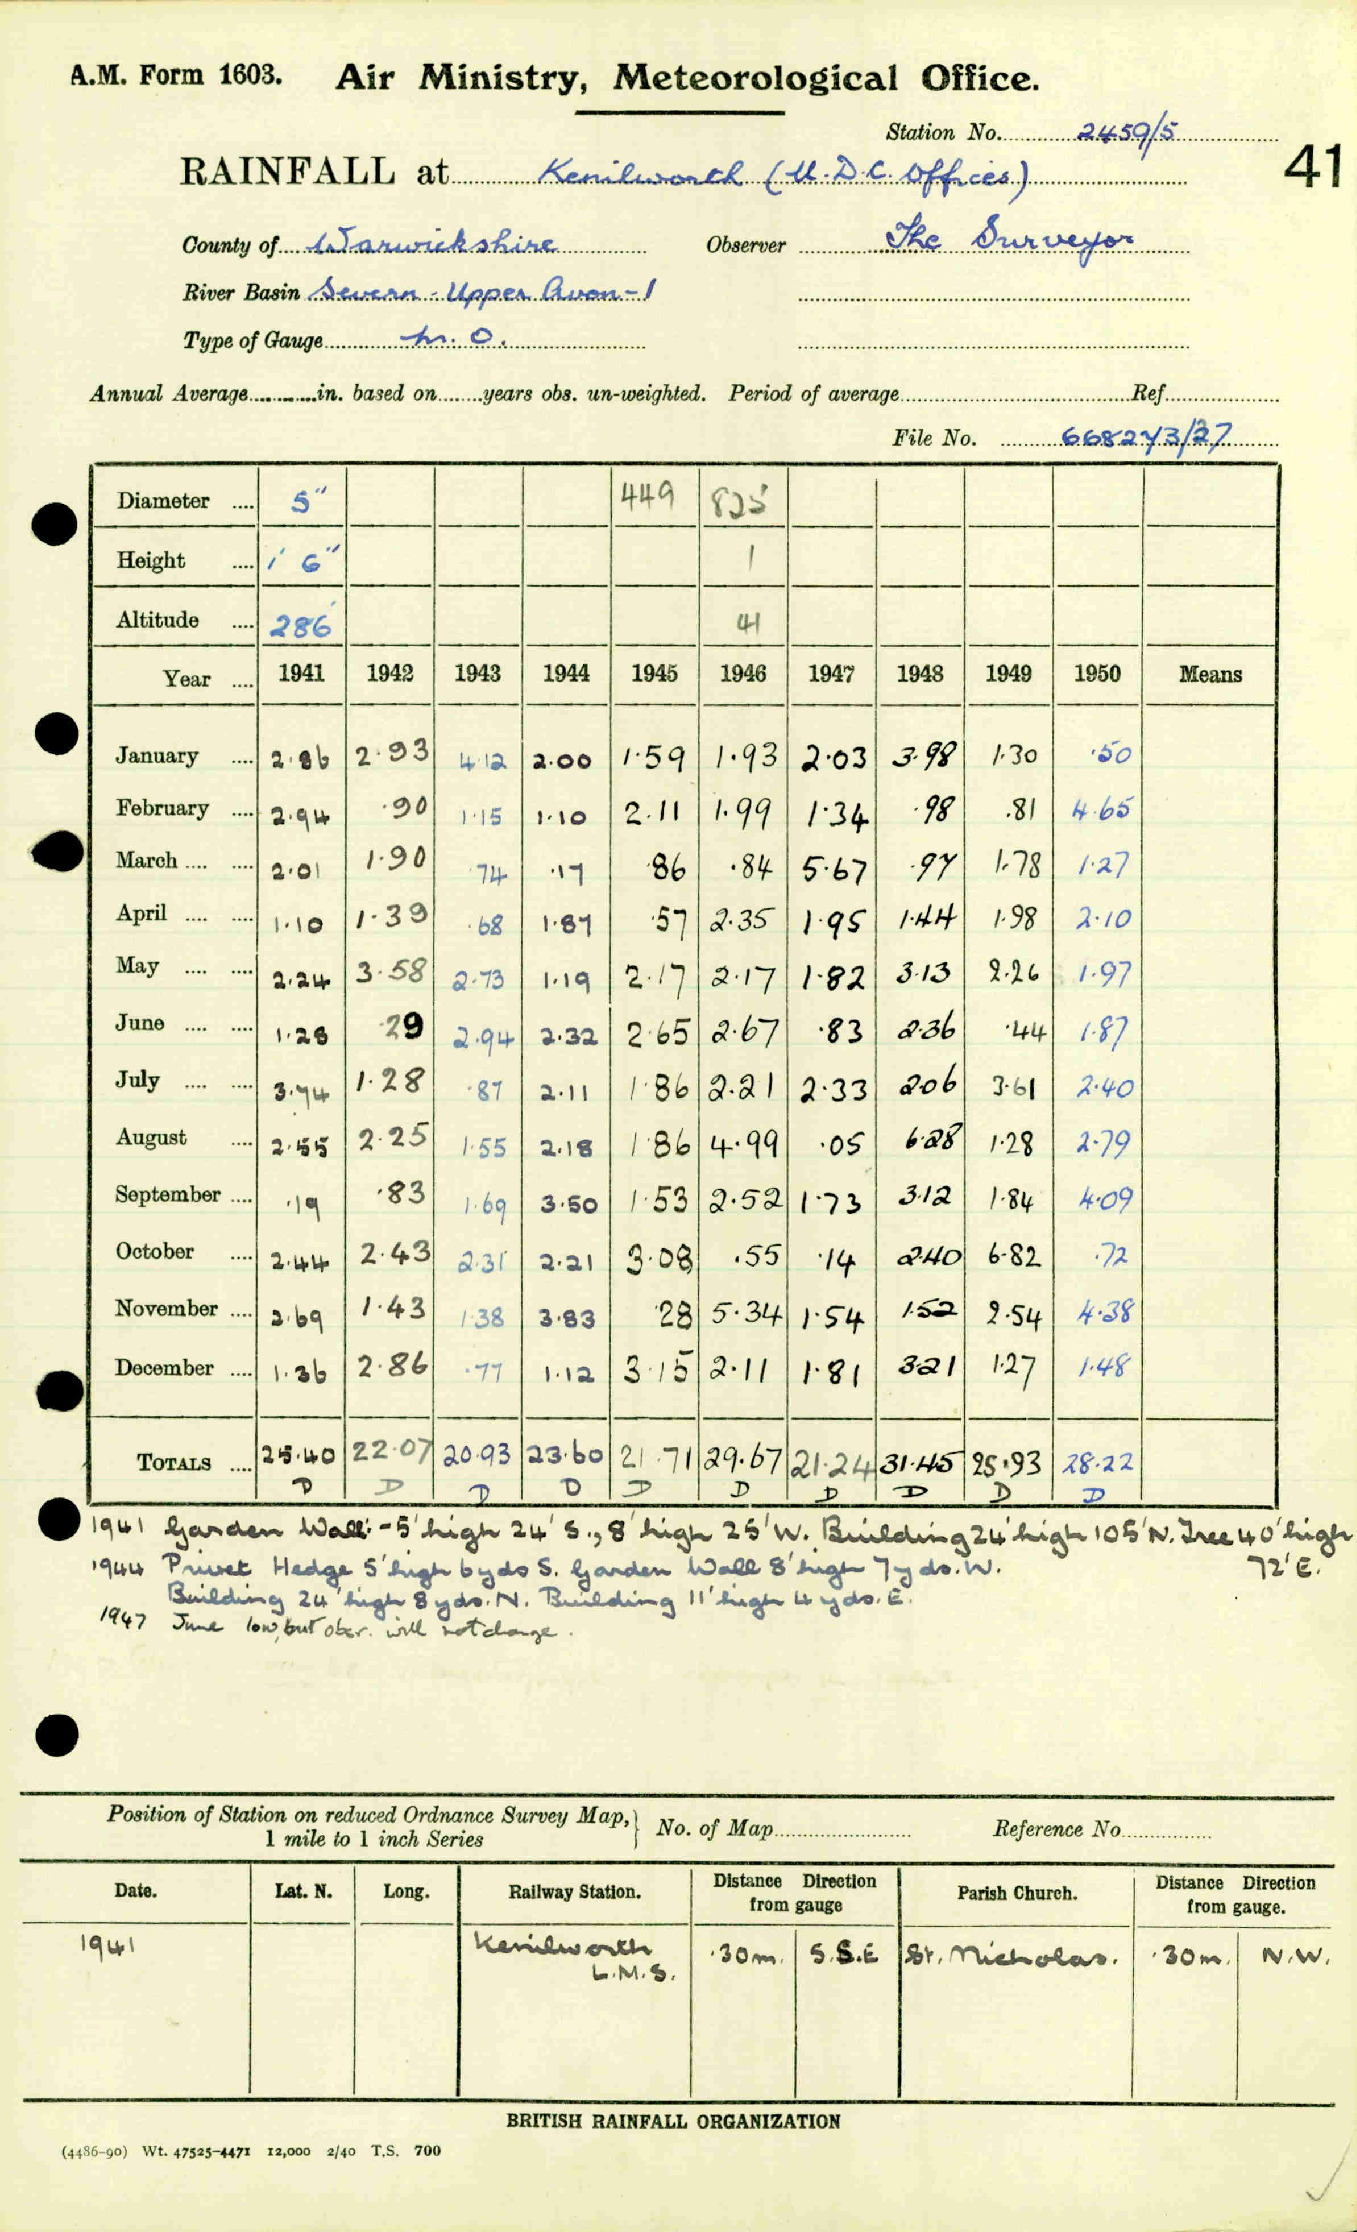 A.M. Form 1603. Air Ministry, Meteorological Office.
Station No. 2459/5
41
RAINFALL at Kenilworth (U.D.C. Offices)
County of Warwickshire Observer The Surveyor
River Basin Severn - Upper Avon - 1
Type of Gauge M.O.
Annual Average in. based on years obs. un-weighted. Period of average Ref.
File No.
Diameter .... 5" 449 825
Height .... 1' 6" 1
Altitude .... 286' 41
Year .... 1941 1942 1943 1944 1945 1946 1947 1948 1949 1950 Means
January .... 2.86 2.93 4.12 2.00 1.59 1.93 2.03 3.98 1.30 .50
February .... 2.94 .90 1.15 1.10 2.11 1.99 1.34 .98 .81 4.65
March .... .... 2.01 1.90 .74 .17 .86 .84 5.67 .97 1.78 1.27
April .... .... 1.10 1.39 .68 1.87 .57 2.35 1.95 1.44 1.98 2.10
May .... .... 2.24 3.58 2.73 1.19 2.17 2.17 1.82 3.13 2.26 1.97
June .... .... 1.28 .29 2.94 2.32 2.65 2.67 .83 2.36 .44 1.87
July .... .... 3.74 1.28 .87 2.11 1.86 2.21 2.33 2.06 3.61 2.40
August .... 2.55 2.25 1.55 2.18 1.86 4.99 .05 6.28 1.28 2.79
September .... .19 .83 1.69 3.50 1.53 2.52 1.73 3.12 1.84 4.09
October .... 2.44 2.43 2.31 2.21 3.08 .55 .14 2.40 6.82 .72
November .... 2.69 1.43 1.38 3.83 .28 5.34 1.54 1.52 2.54 4.38
December .... 1.36 2.86 .77 1.12 3.15 2.11 1.81 3.21 1.27 1.48
TOTALS .... 25.40 22.07 20.93 23.60 21.71 29.67 21.24 31.45 25.93 28.22
D D D D D D D D D D
1941 Garden Wall:- 5' high 24' S., 8' high 25' W. Building 24' high 105' N. Tree 40' high
72' E.
1944 Privet Hedge 5' high 6 yds S. Garden Wall 8' high 7 yds. W.
Building 24' high 8 yds. N. Building 11' high 4 yds. E.
1947 June low, but obsr. will not change.
Position of Station on reduced Ordnance Survey Map, No. of Map Reference No.
1 mile to 1 inch Series
Date. Lat. N. Long. Railway Station. Distance Direction from gauge Parish Church. Distance Direction from gauge.
1941 Kenilworth .30m. S.S.E St. Nicholas. .30m. N.W.
L.M.S.
BRITISH RAINFALL ORGANIZATION
(4486-90) Wt. 47525-4471 12,000 2/40 T.S. 700